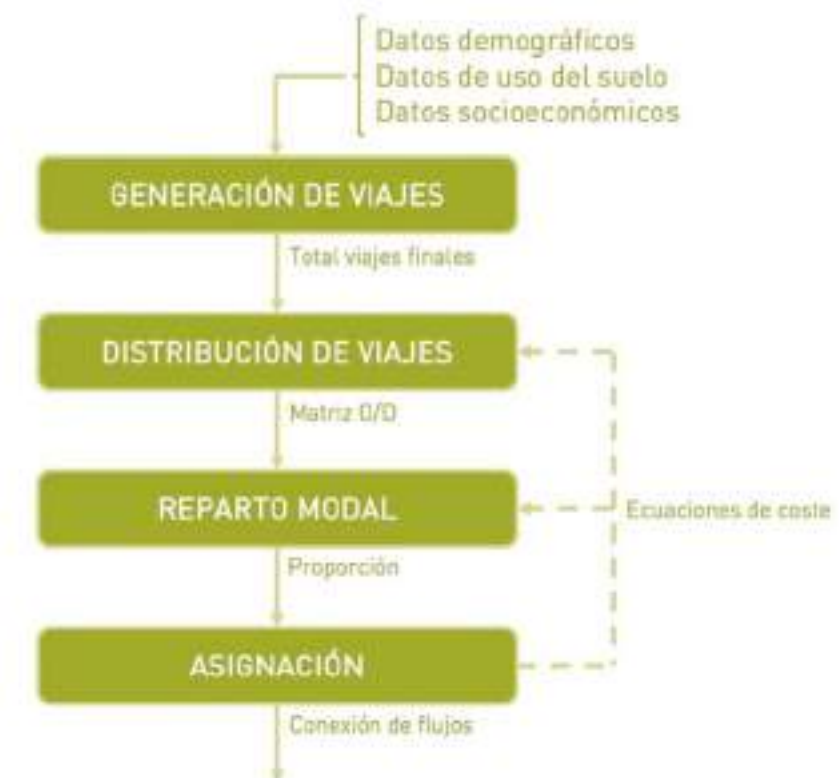 Datos demográficos
Datos de uso del suelo
Datos socioeconómicos
GENERACIÓN DE VIAJES
Total viajes finales
DISTRIBUCIÓN DE VIAJES
Matriz O/D
REPARTO MODAL
Ecuaciones de coste
Proporción
ASIGNACIÓN
Conexión de flujos